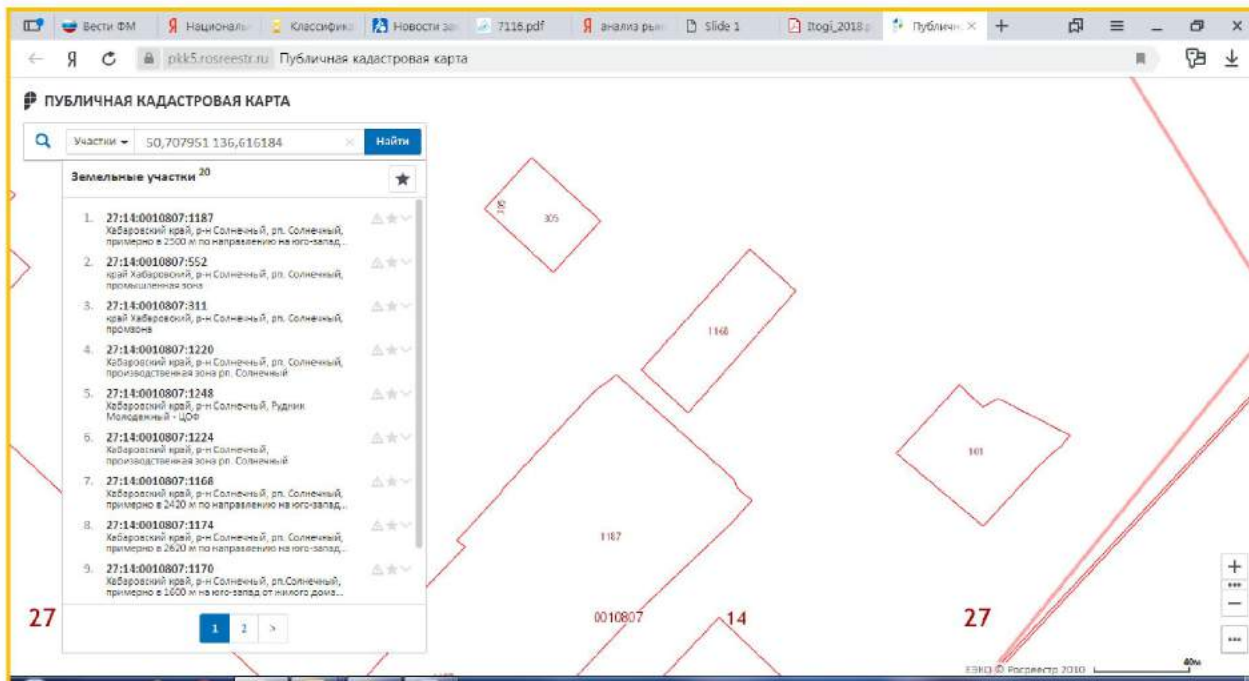 Вести ФМ
Националь
Классифика
Новости за
7116.pdf
анализ рын
Slide 1
Itogi_2018.p
Публичн
pkk5.rosreestr.ru Публичная кадастровая карта
ПУБЛИЧНАЯ КАДАСТРОВАЯ КАРТА
Участки 50,707951 136,616184 Найти
Земельные участки 20
1. 27:14:0010807:1187
Хабаровский край, р-н Солнечный, рп. Солнечный,
примерно в 2500 м по направлению на юго-запад...
2. 27:14:0010807:552
край Хабаровский, р-н Солнечный, рп. Солнечный,
промышленная зона
3. 27:14:0010807:311
край Хабаровский, р-н Солнечный, рп. Солнечный,
промзона
4. 27:14:0010807:1220
Хабаровский край, р-н Солнечный, рп. Солнечный,
производственная зона рп. Солнечный
5. 27:14:0010807:1248
Хабаровский край, р-н Солнечный, Рудник
Молодежный - ЦОФ
6. 27:14:0010807:1224
Хабаровский край, р-н Солнечный,
производственная зона рп. Солнечный
7. 27:14:0010807:1168
Хабаровский край, р-н Солнечный, рп. Солнечный,
примерно в 2420 м по направлению на юго-запад...
8. 27:14:0010807:1174
Хабаровский край, р-н Солнечный, рп. Солнечный,
примерно в 2620 м по направлению на юго-запад...
9. 27:14:0010807:1170
Хабаровский край, р-н Солнечный, рп.Солнечный,
примерно в 1600 м на юго-запад от жилого дома...
1 2 >
305
1168
101
1187
27
0010807
14
27
ЕЭКО © Росреестр 2010
40м